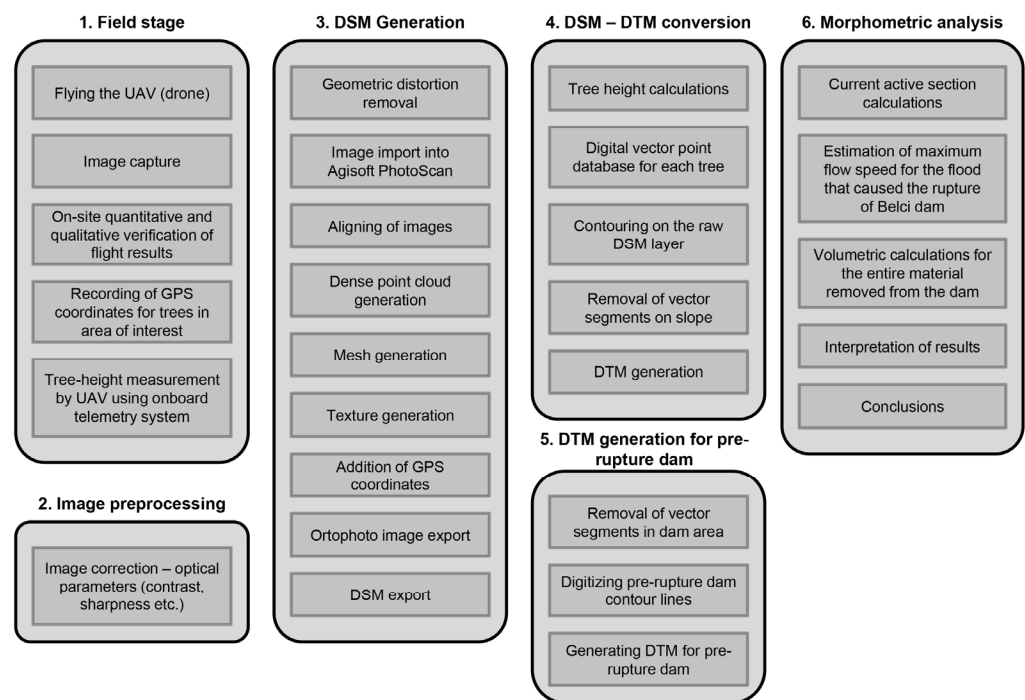 1. Field stage
Flying the UAV (drone)
Image capture
On-site quantitative and
qualitative verification of
flight results
Recording of GPS
coordinates for trees in
area of interest
Tree-height measurement
by UAV using onboard
telemetry system
2. Image preprocessing
Image correction – optical
parameters (contrast,
sharpness etc.)
3. DSM Generation
Geometric distortion
removal
Image import into
Agisoft PhotoScan
Aligning of images
Dense point cloud
generation
Mesh generation
Texture generation
Addition of GPS
coordinates
Ortophoto image export
DSM export
4. DSM – DTM conversion
Tree height calculations
Digital vector point
database for each tree
Contouring on the raw
DSM layer
Removal of vector
segments on slope
DTM generation
5. DTM generation for pre-
rupture dam
Removal of vector
segments in dam area
Digitizing pre-rupture dam
contour lines
Generating DTM for pre-
rupture dam
6. Morphometric analysis
Current active section
calculations
Estimation of maximum
flow speed for the flood
that caused the rupture
of Belci dam
Volumetric calculations for
the entire material
removed from the dam
Interpretation of results
Conclusions